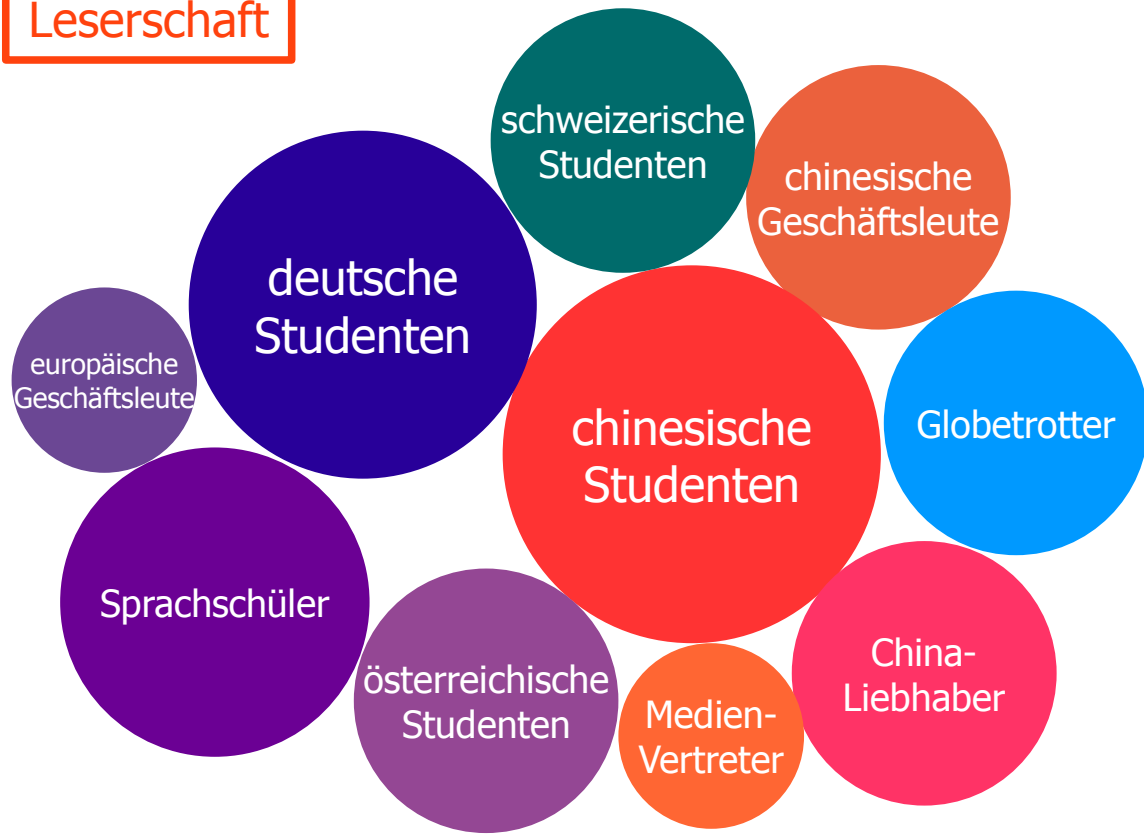 Leserschaft
schweizerische
Studenten
chinesische
Geschäftsleute
deutsche
Studenten
europäische
Geschäftsleute
chinesische
Studenten
Globetrotter
Sprachschüler
österreichische
Studenten
Medien-
Vertreter
China-
Liebhaber